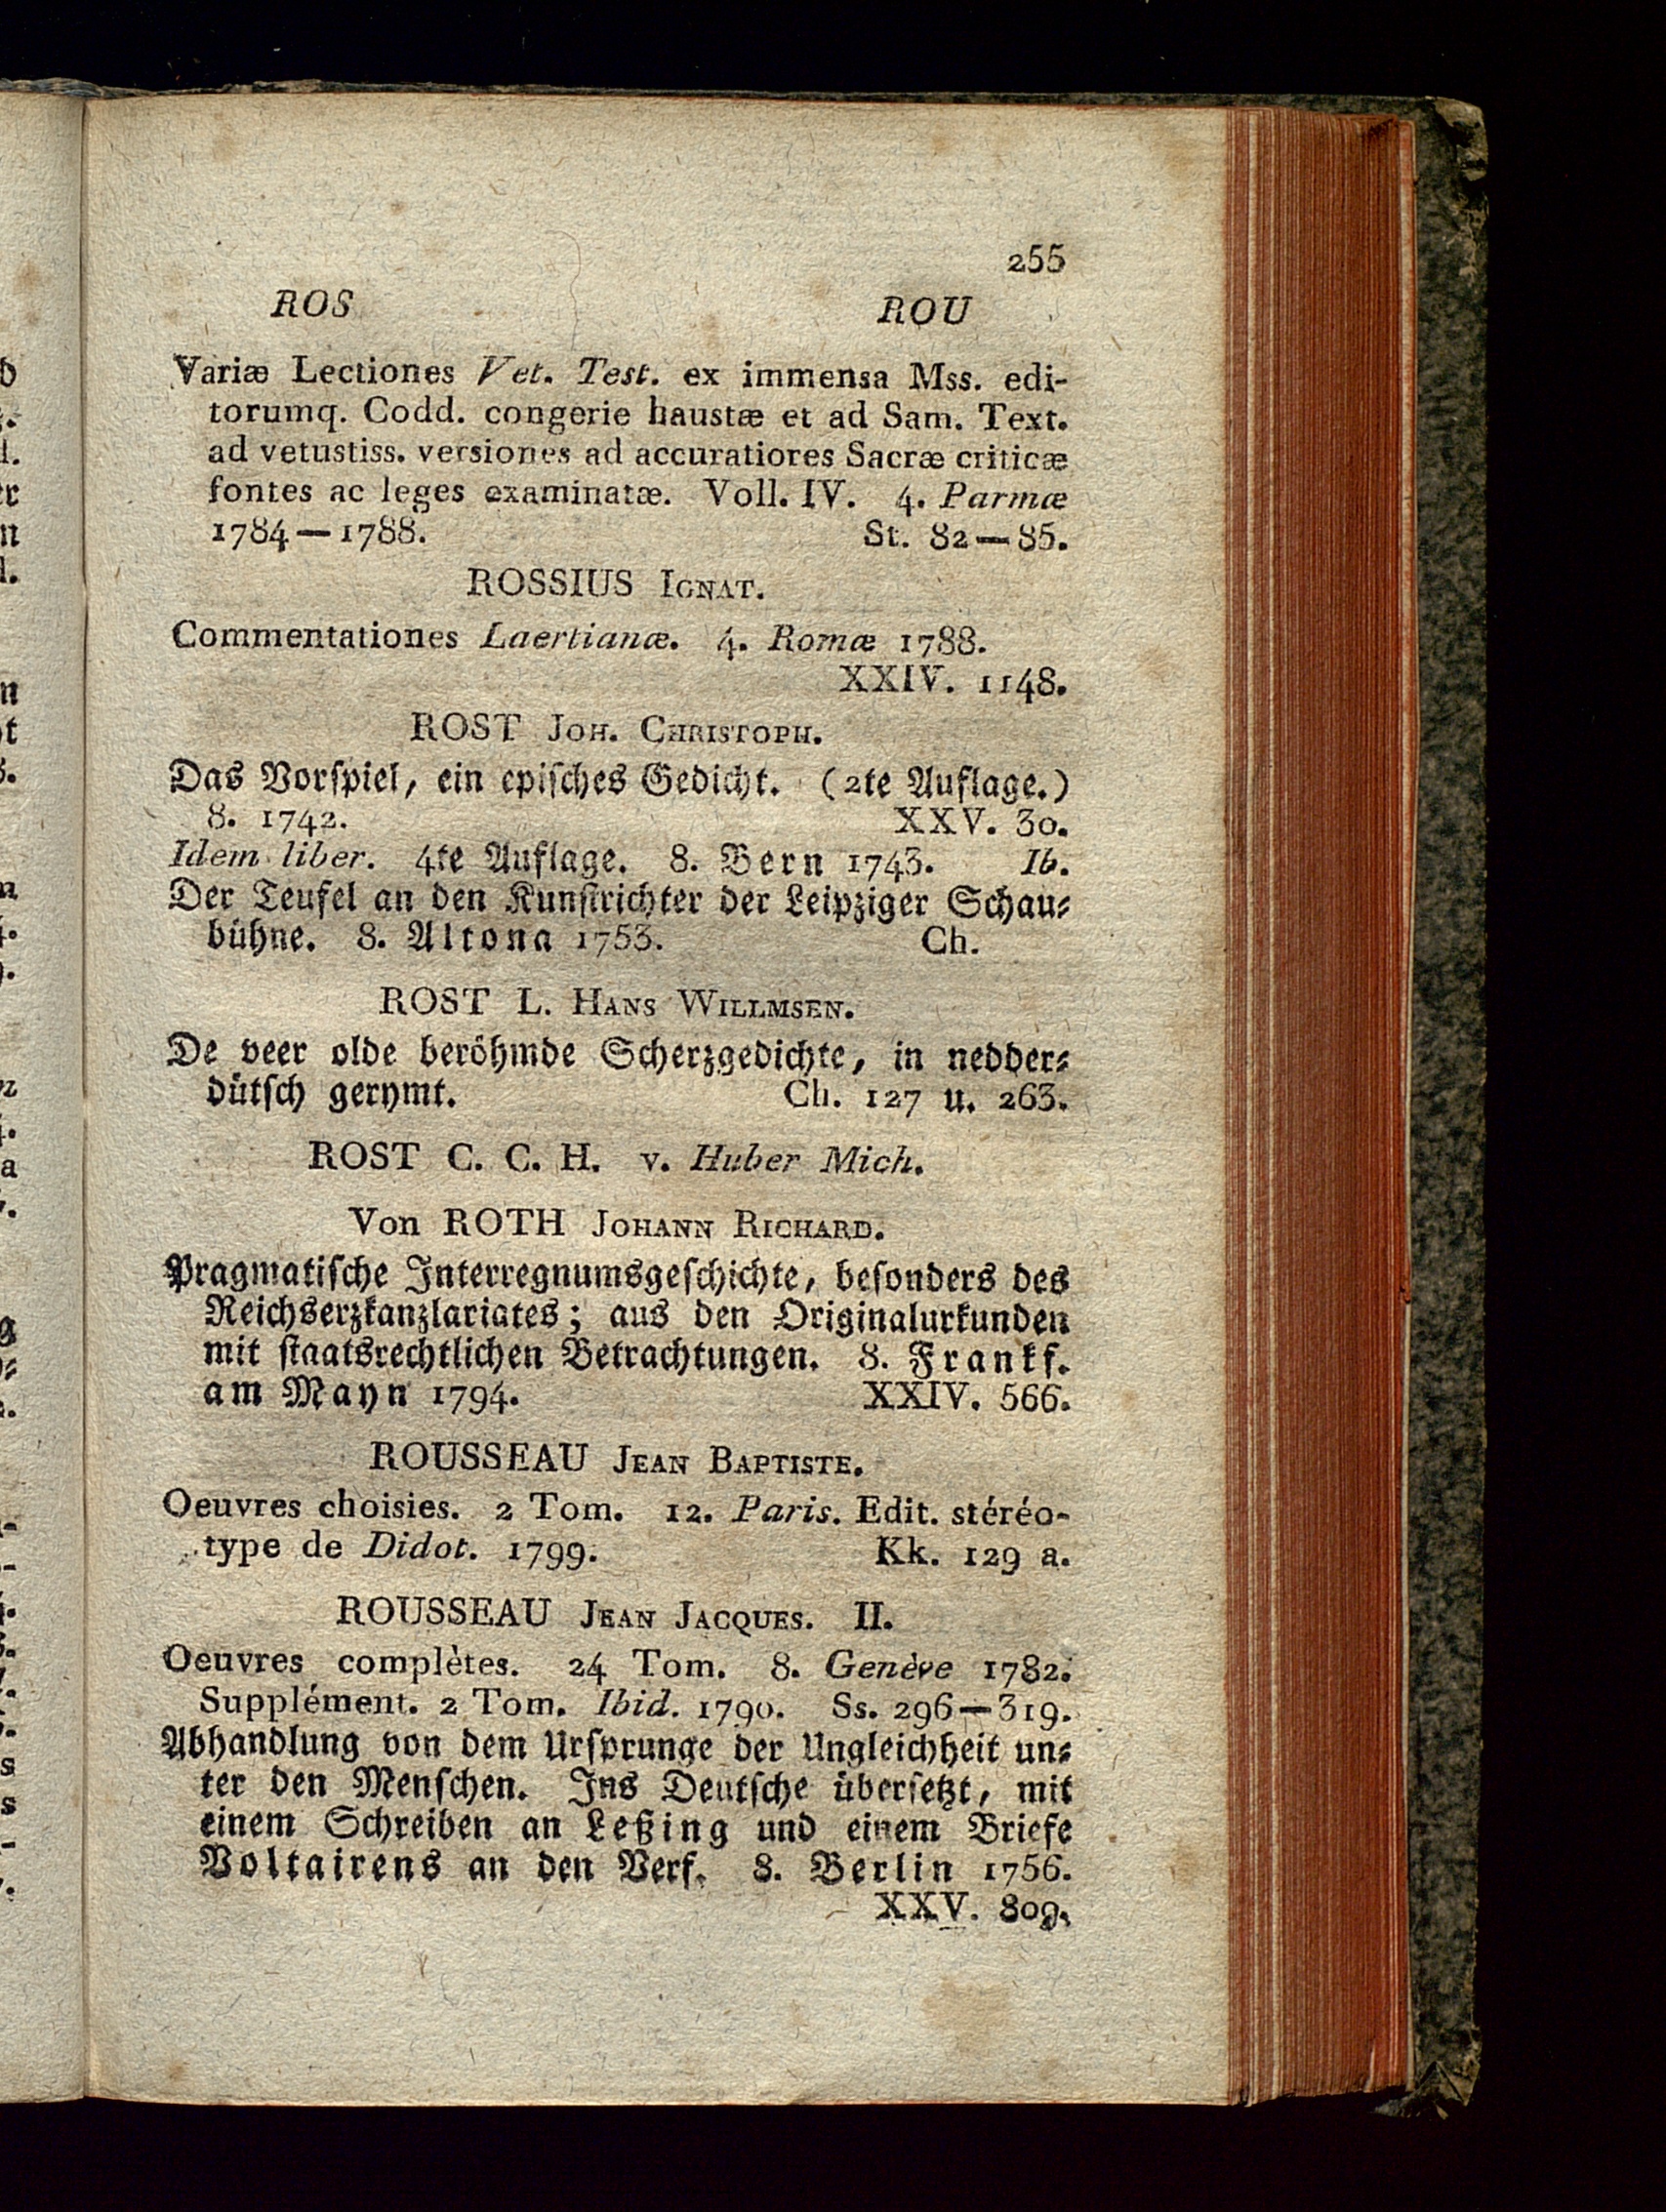 255
ROS ROU
Variæ Lectiones Vet. Test. ex immensa Mss. edi-
torumq. Codd. congerie haustæ et ad Sam. Text.
ad vetustiss. versiones ad accuratiores Sacræ criticæ
fontes ac leges examinatæ. Voll. IV. 4. Parmæ
1784—1788. St. 82—85.
ROSSIUS IGNAT.
Commentationes Laertianæ. 4. Romæ 1788.
XXIV. 1148.
ROST JOH. CHRISTOPH.
Das Vorſpiel, ein epiſches Gedicht. (2te Auflage.)
8. 1742. XXV. 30.
Idem liber. 4te Auflage. 8. Bern 1743. Ib.
Der Teufel an den Kunſtrichter der Leipziger Schau⸗
bühne. 8. Altona 1753. Ch.
ROST L. HANS WILLMSEN.
De veer olde beröhmde Scherzgedichte, in nedder⸗
dütſch gerymt. Ch. 127 u. 263.
ROST C. C. H. v. Huber Mich.
Von ROTH JOHANN RICHARD.
Pragmatiſche Interregnumsgeſchichte, beſonders des
Reichserzkanzlariates; aus den Originalurkunden
mit ſtaatsrechtlichen Betrachtungen. 8. Frankf.
am Mayn 1794. XXIV. 566.
ROUSSEAU JEAN BAPTISTE.
Oeuvres choisies. 2 Tom. 12. Paris. Edit. stéréo-
type de Didot. 1799. Kk. 129 a.
ROUSSEAU JEAN JACQUES. II.
Oeuvres complètes. 24 Tom. 8. Genève 1782.
Supplément. 2 Tom. Ibid. 1790. Ss. 296—319.
Abhandlung von dem Urſprunge der Ungleichheit un⸗
ter den Menſchen. Ins Deutſche überſetzt, mit
einem Schreiben an Leßing und einem Briefe
Voltairens an den Verf. 8. Berlin 1756.
XXV. 809.